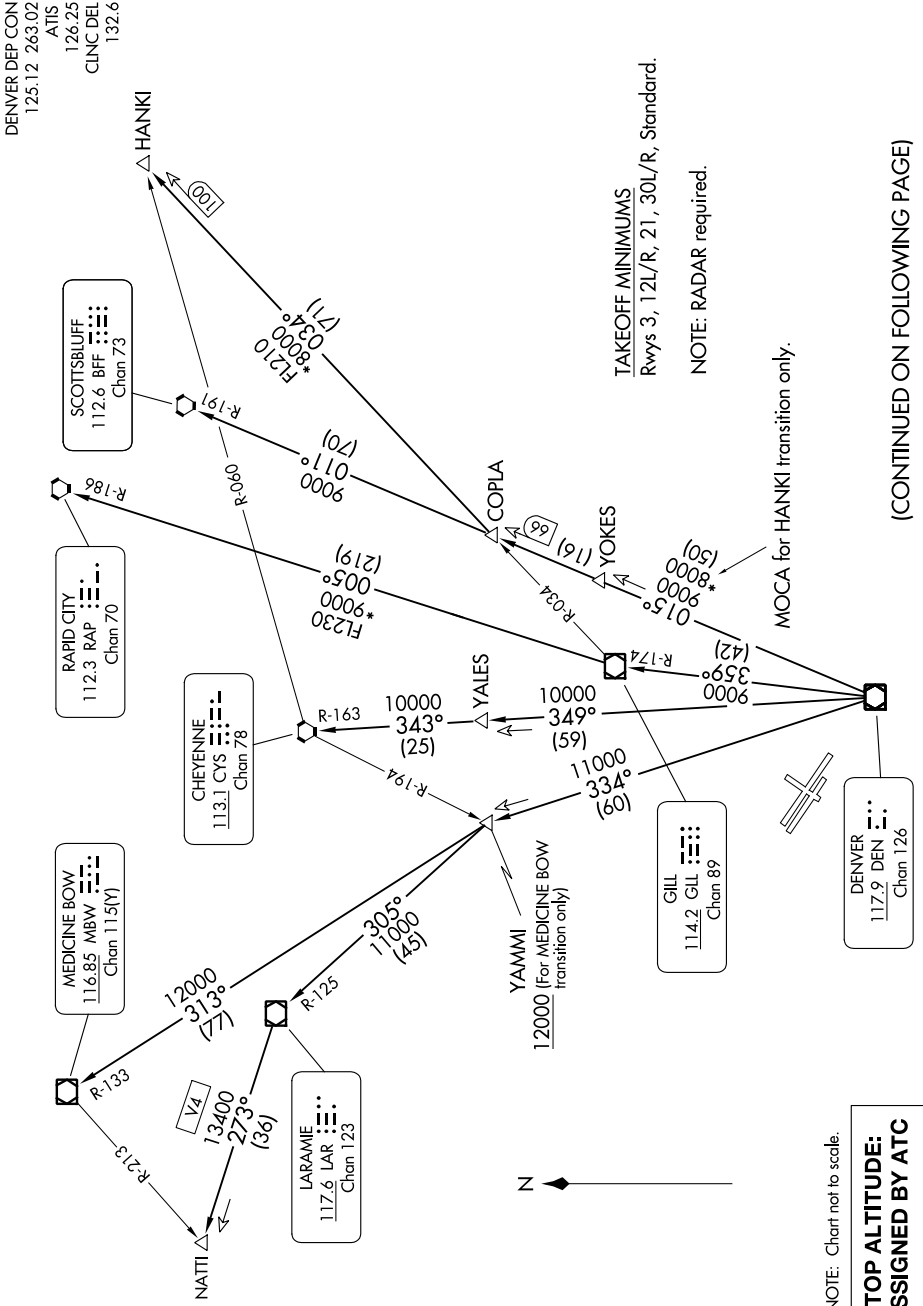 DENVER DEP CON
125.12 263.02
ATIS
126.25
CLNC DEL
132.6
HANKI
100
SCOTTSBLUFF
112.6 BFF
Chan 73
R-191
FL210
*8000
034°
(71)
RAPID CITY
112.3 RAP
Chan 70
R-186
R-060
9000
011°
(70)
FL230
*9000
005°
(219)
CHEYENNE
113.1 CYS
Chan 78
R-163
R-194
10000
343°
(25)
YALES
10000
349°
(59)
COPLA
66
(16)
YOKES
R-034
TAKEOFF MINIMUMS
Rwys 3, 12L/R, 21, 30L/R, Standard.
NOTE: RADAR required.
MEDICINE BOW
116.85 MBW
Chan 115(Y)
R-133
R-213
12000
313°
(77)
305°
11000
(45)
R-125
V4
13400
273°
(36)
NATTI
LARAMIE
117.6 LAR
Chan 123
YAMMI
12000 (For MEDICINE BOW
transition only)
11000
334°
(60)
R-174
9000
359°
(42)
015°
9000
*8000
(50)
MOCA for HANKI transition only.
GILL
114.2 GLL
Chan 89
DENVER
117.9 DEN
Chan 126
N
NOTE: Chart not to scale.
TOP ALTITUDE:
SSIGNED BY ATC
(CONTINUED ON FOLLOWING PAGE)